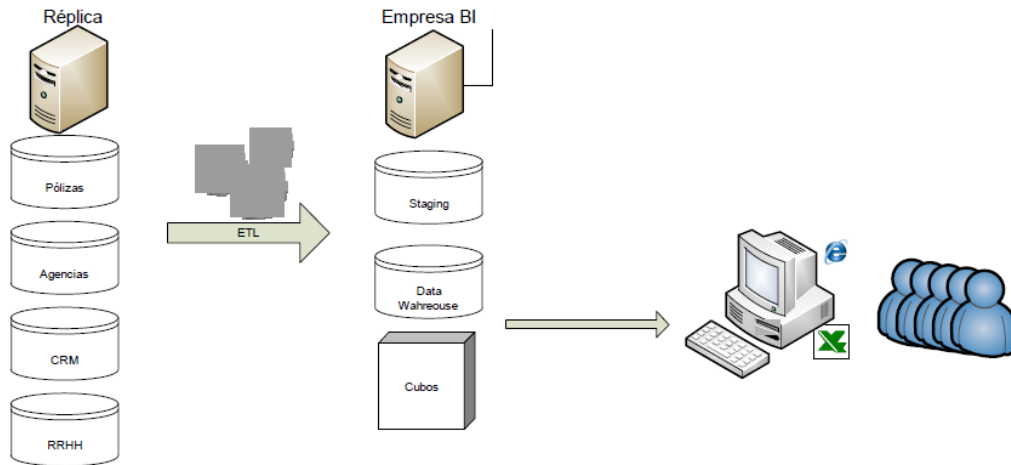 Réplica
Empresa BI
Pólizas
Agencias
CRM
RRHH
ETL
Staging
Data
Wahreouse
Cubos